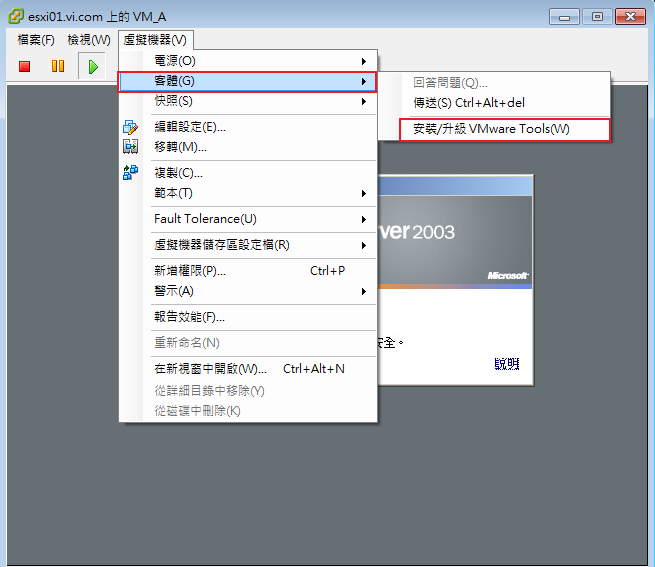 esxi01.vi.com 上的 VM_A
檔案(F) 檢視(W) 虛擬機器(V)
電源(O)
客體(G)
快照(S)
回答問題(Q)...
傳送(S) Ctrl+Alt+del
安裝/升級 VMware Tools(W)
編輯設定(E)...
移轉(M)...
複製(C)...
範本(T)
Fault Tolerance(U)
虛擬機器儲存區設定檔(R)
新增權限(P)... Ctrl+P
警示(A)
報告效能(F)...
重新命名(N)
在新視窗中開啟(W)... Ctrl+Alt+N
從詳細目錄中移除(Y)
從磁碟中刪除(K)
ver 2003
Microsoft
安全。
說明